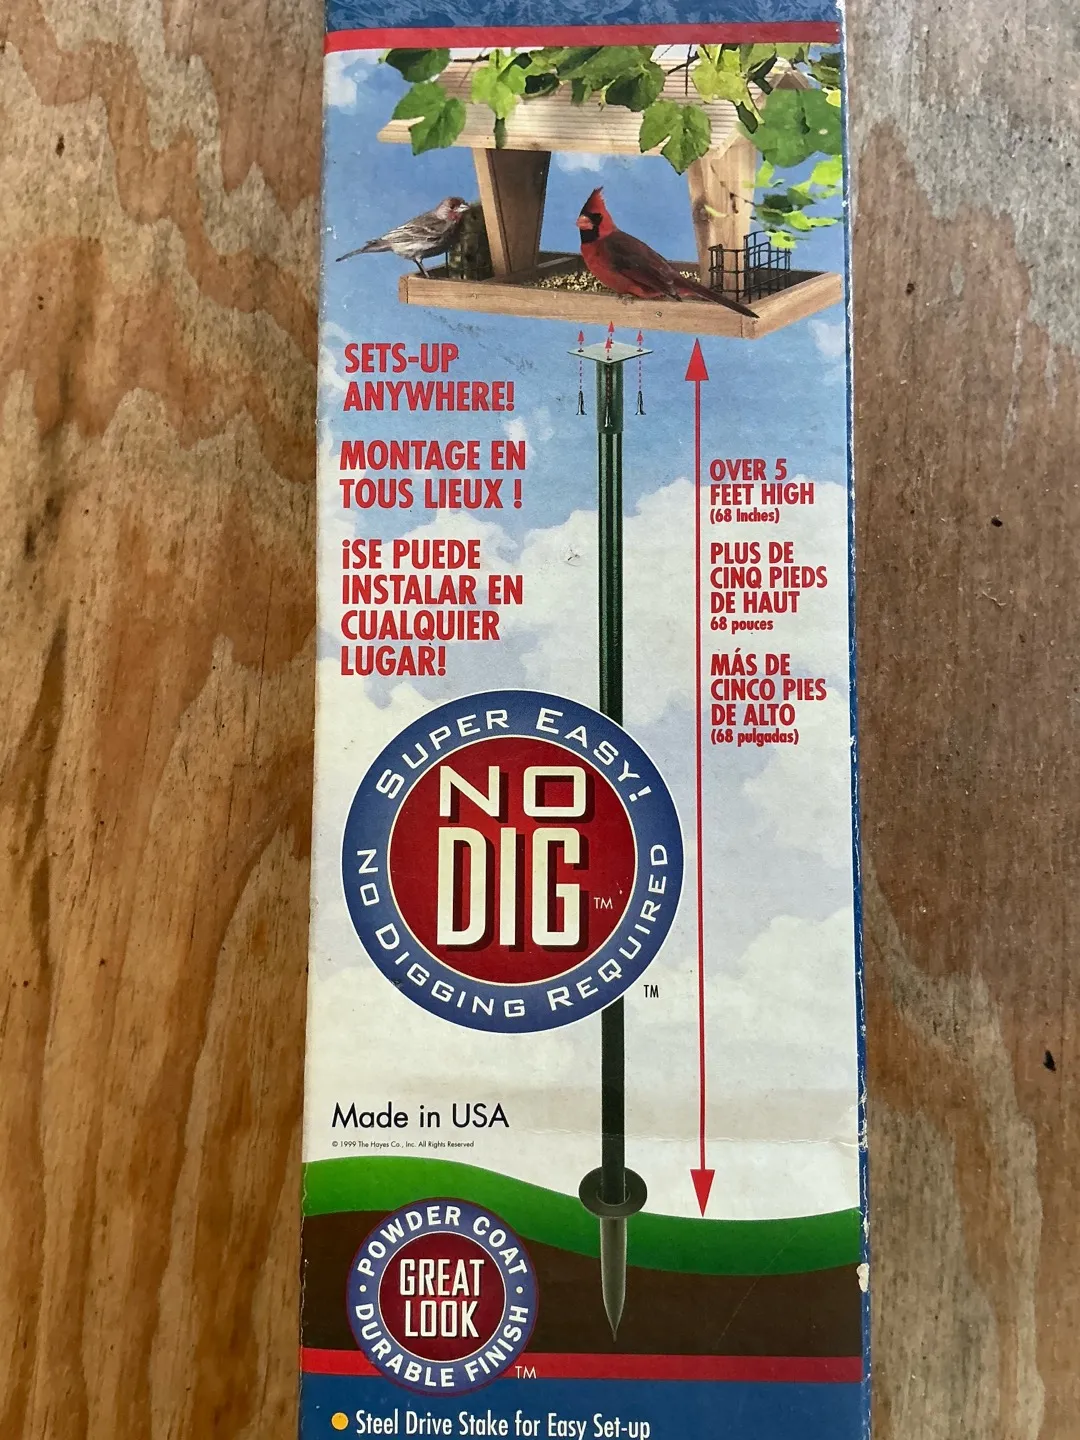 SETS-UP
ANYWHERE!
MONTAGE EN
TOUS LIEUX !
¡SE PUEDE
INSTALAR EN
CUALQUIER
LUGAR!
OVER 5
FEET HIGH
(68 Inches)
PLUS DE
CINQ PIEDS
DE HAUT
68 pouces
MÁS DE
CINCO PIES
DE ALTO
(68 pulgadas)
SUPER EASY!
NO
DIG TM
NO DIGGING REQUIRED
TM
Made in USA
© 1999 The Hayes Co., Inc. All Rights Reserved
POWDER COAT
GREAT
LOOK
DURABLE FINISH
TM
• Steel Drive Stake for Easy Set-up